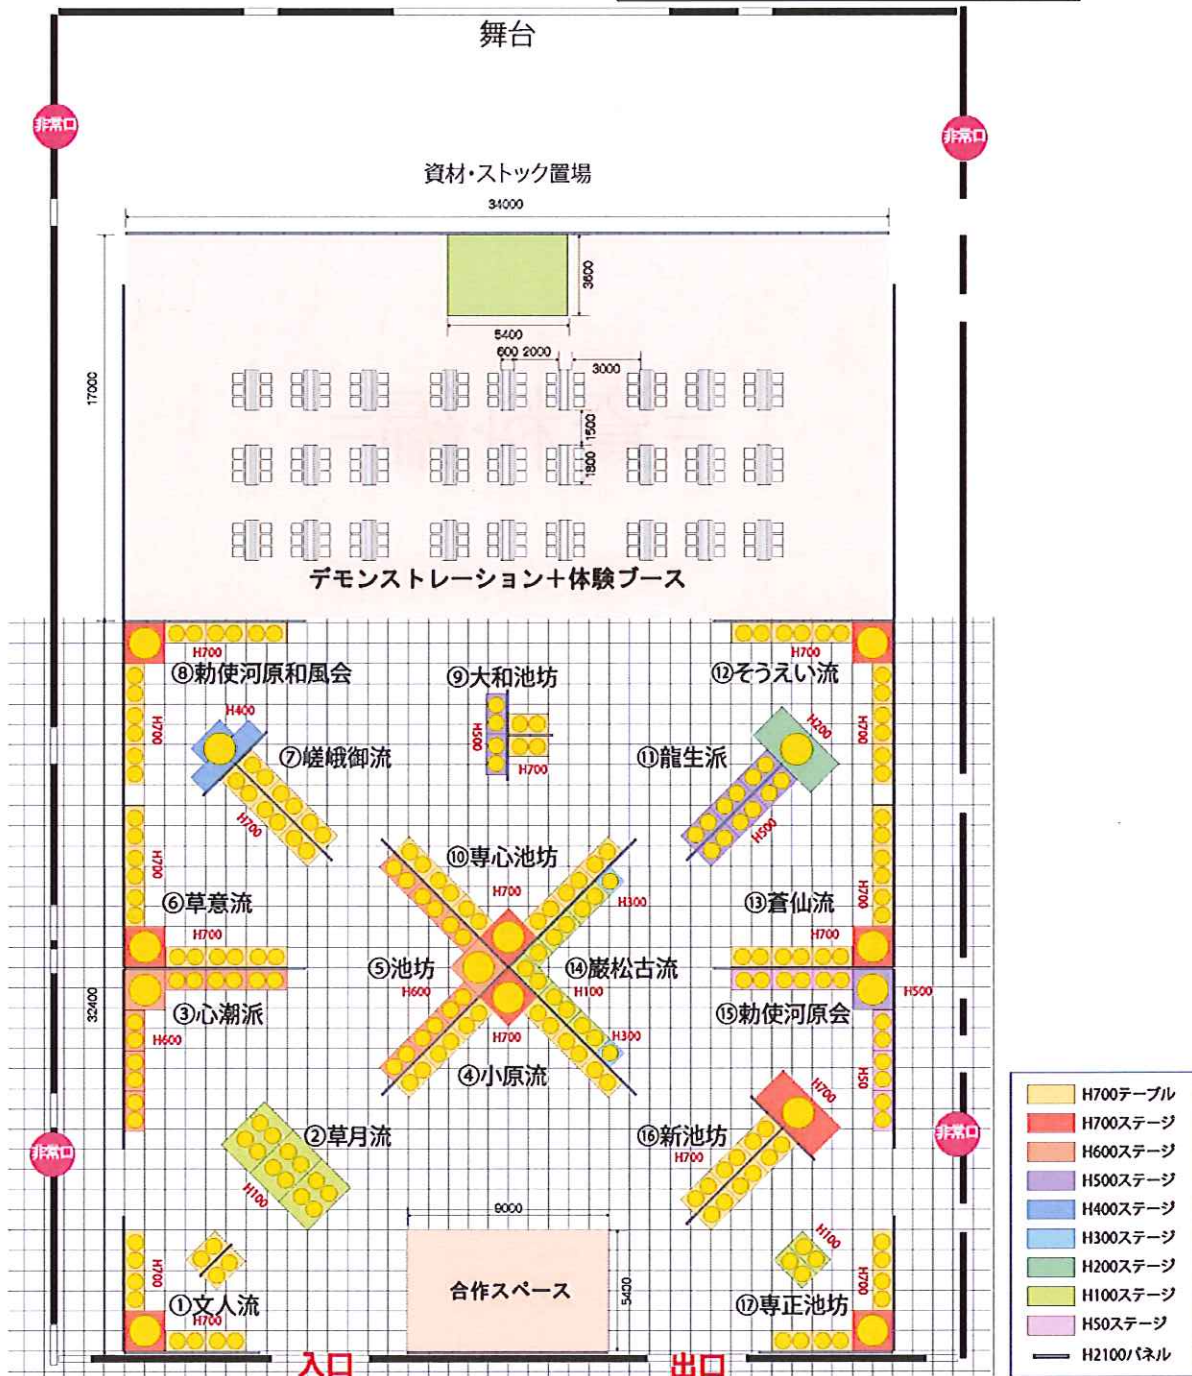 舞台
非常口
非常口
資材・ストック置場
34000
3600
5400
17000
600
2000
3000
1500
1800
デモンストレーション+体験ブース
H700
⑧勅使河原和風会
H700
⑨大和池坊
H500
H700
H700
⑫そうえい流
H700
H400
⑦嵯峨御流
H700
H200
⑪龍生派
H500
H700
⑥草意流
H700
⑩専心池坊
H700
H300
⑬蒼仙流
H700
H700
⑤池坊
H600
⑭巌松古流
H100
H300
H700
④小原流
32400
③心潮派
H600
H500
⑮勅使河原会
H50
②草月流
H100
⑯新池坊
H700
H700
非常口
非常口
9000
合作スペース
5400
H700
①文人流
H700
H100
H700
⑰専正池坊
入口
出口
H700テーブル
H700ステージ
H600ステージ
H500ステージ
H400ステージ
H300ステージ
H200ステージ
H100ステージ
H50ステージ
H2100パネル